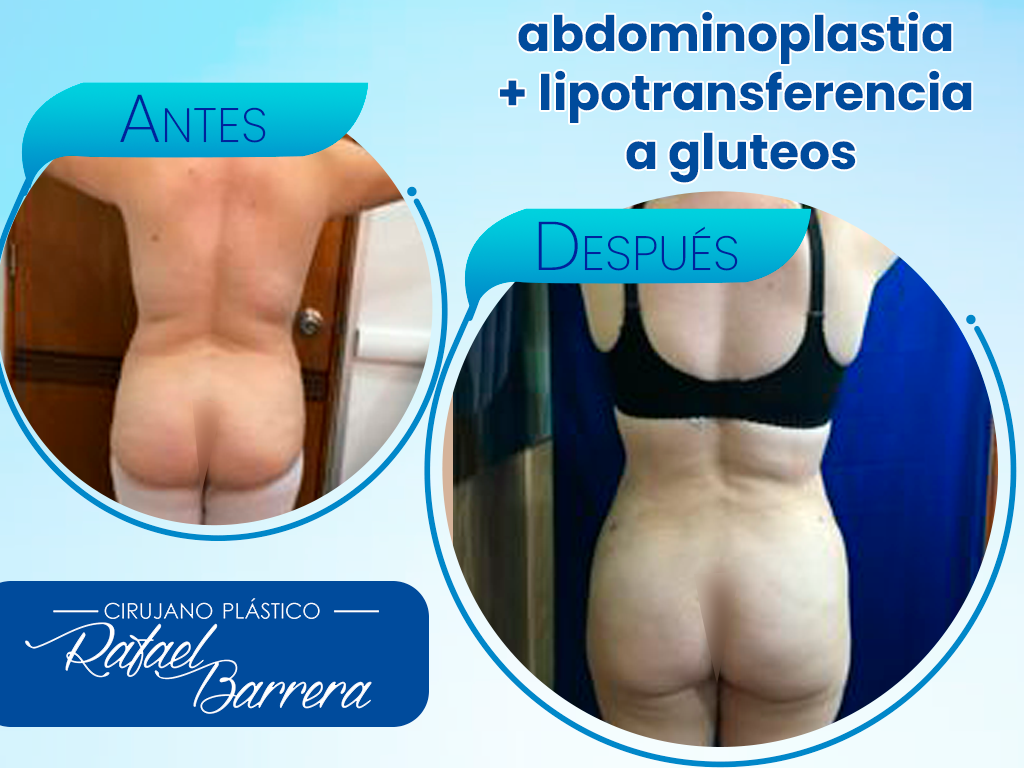 abdominoplastia
+ lipotransferencia
a gluteos
ANTES
DESPUÉS
CIRUJANO PLÁSTICO
Rafael
Barrera